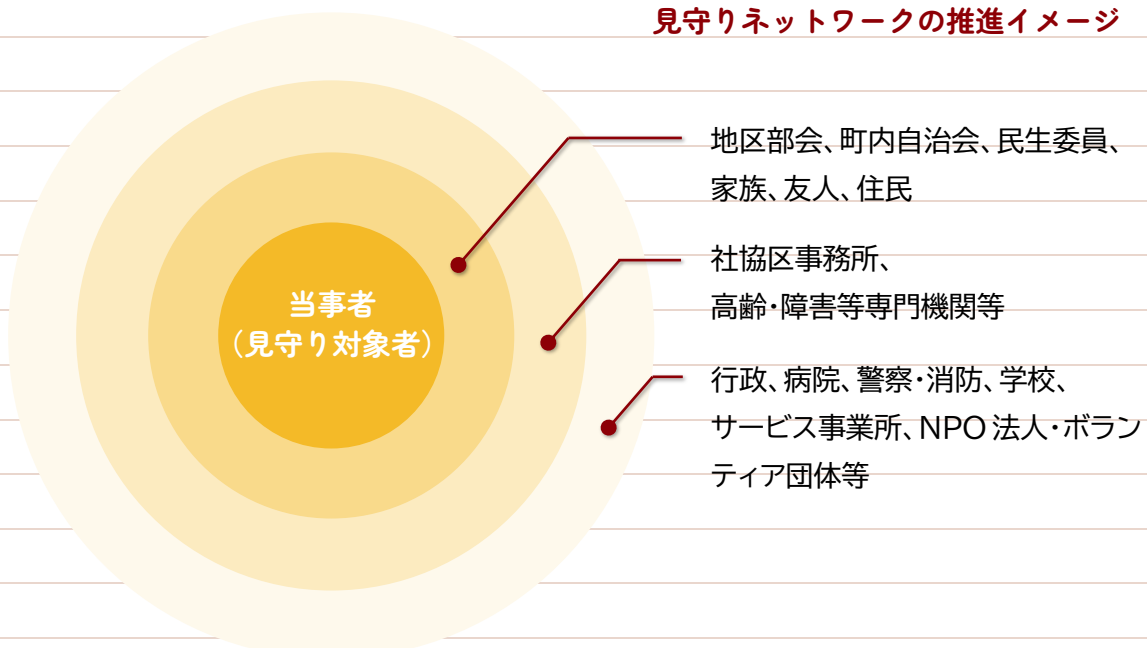 見守りネットワークの推進イメージ
地区部会、町内自治会、民生委員、
家族、友人、住民
社協区事務所、
高齢・障害等専門機関等
当事者
（見守り対象者）
行政、病院、警察・消防、学校、
サービス事業所、NPO 法人・ボラン
ティア団体等